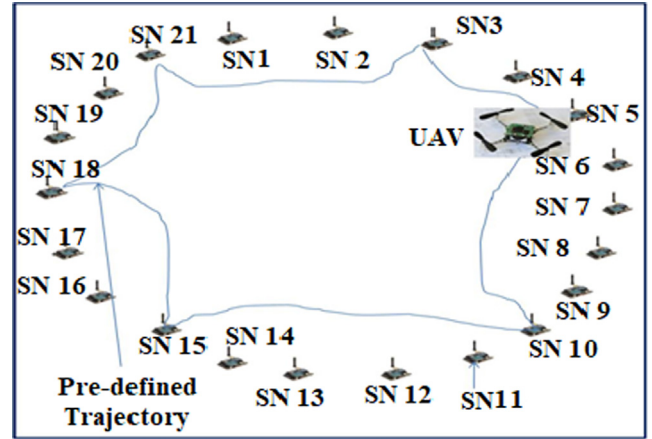 SN 21
SN1
SN 2
SN3
SN 20
SN 4
SN 19
SN 5
UAV
SN 18
SN 6
SN 7
SN 17
SN 8
SN 16
SN 9
SN 15
SN 14
SN 10
Pre-defined
Trajectory
SN 13
SN 12
SN11